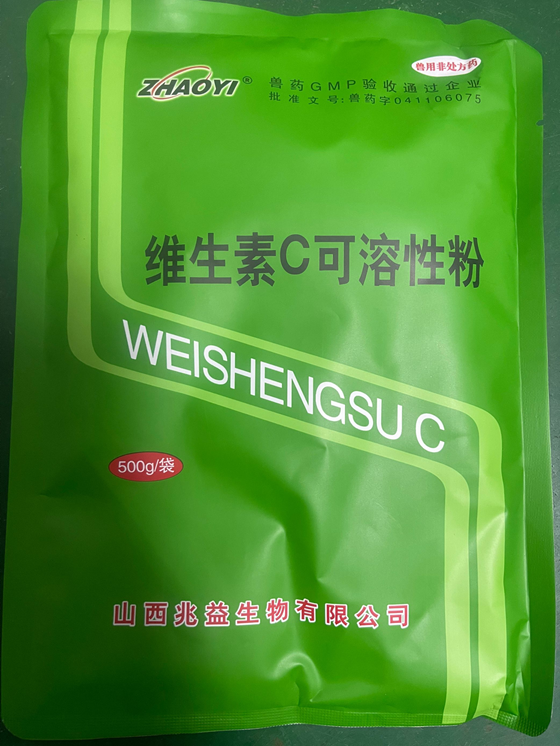 兽用非处方药
ZHAOYI®
兽药GMP验收通过企业
批准文号:兽药字041106075
维生素C可溶性粉
WEISHENGSU C
500g/袋
山西兆益生物有限公司